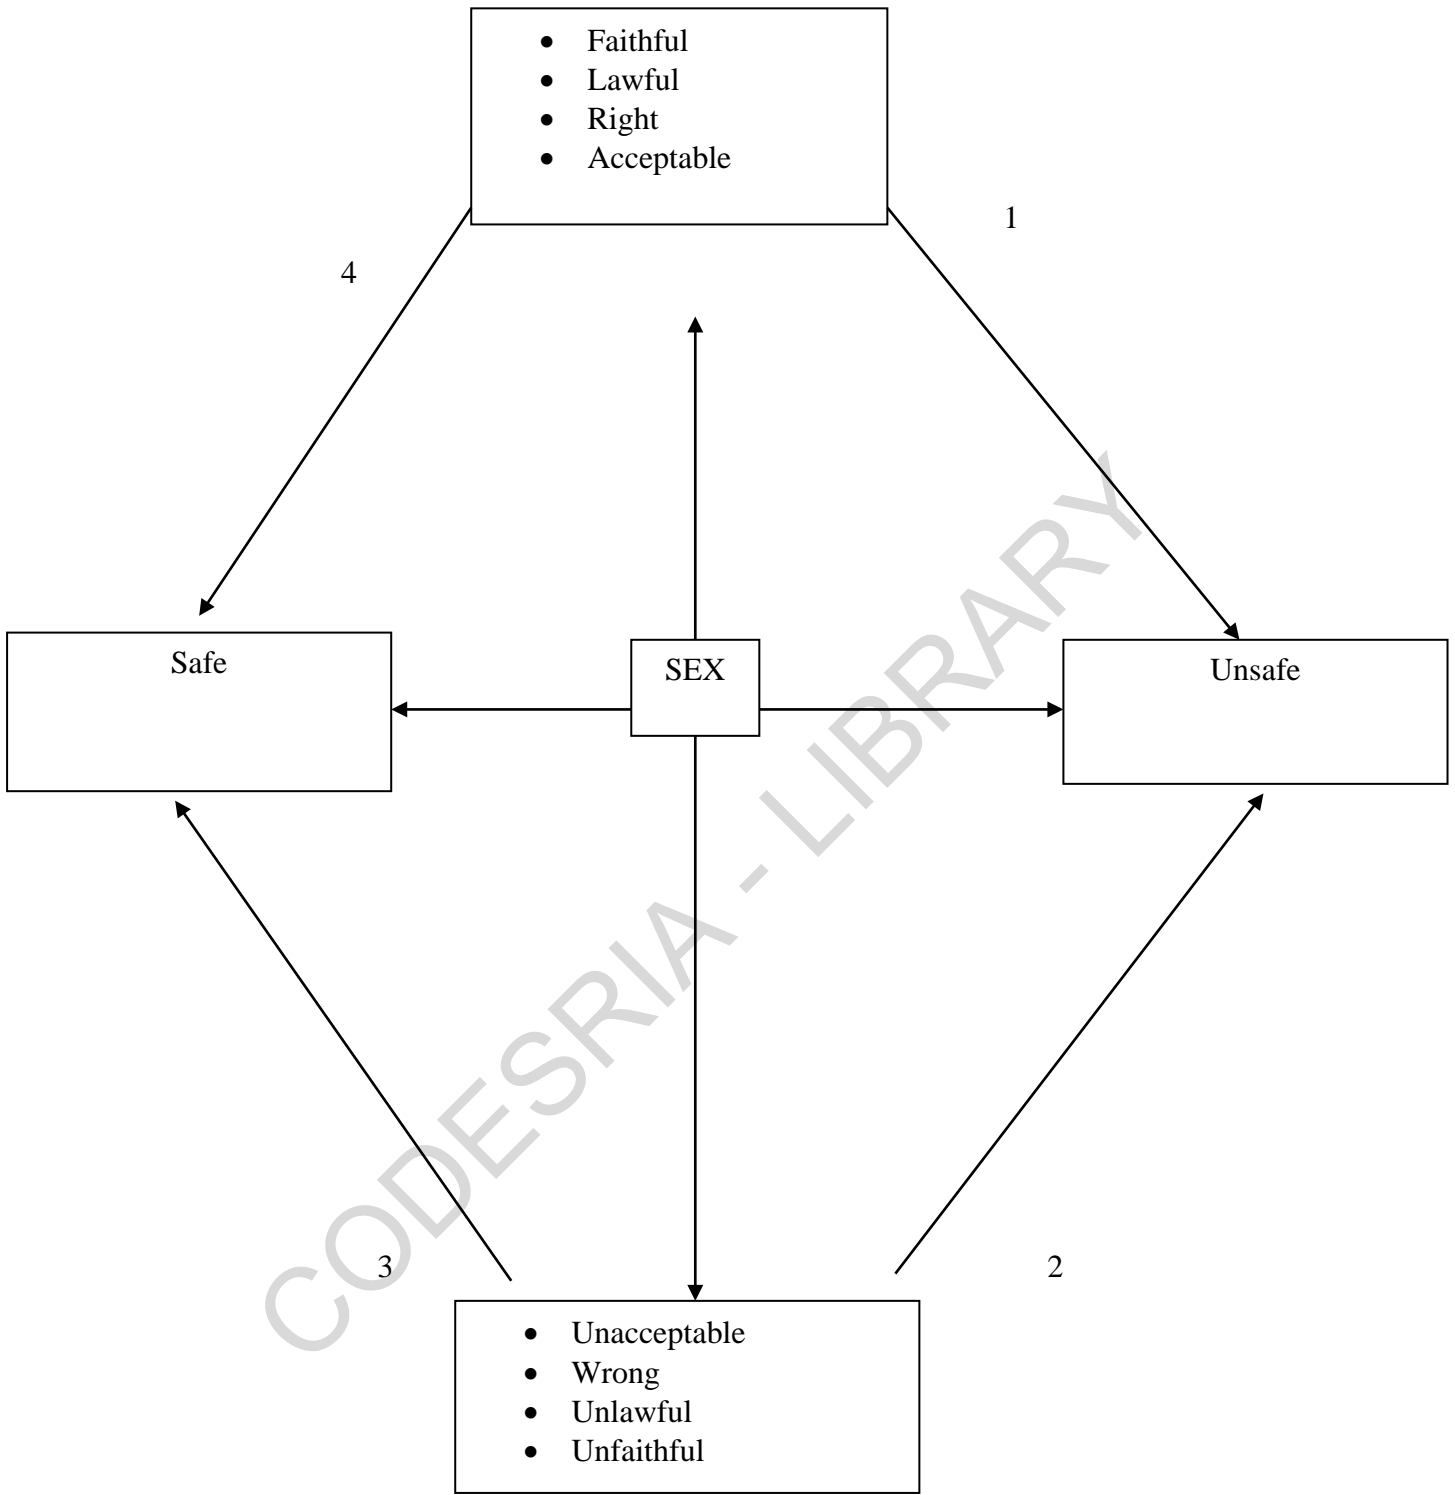 Faithful
Lawful
Right
Acceptable
1
4
Safe
SEX
Unsafe
CODESRIA - LIBRARY
3
2
Unacceptable
Wrong
Unlawful
Unfaithful